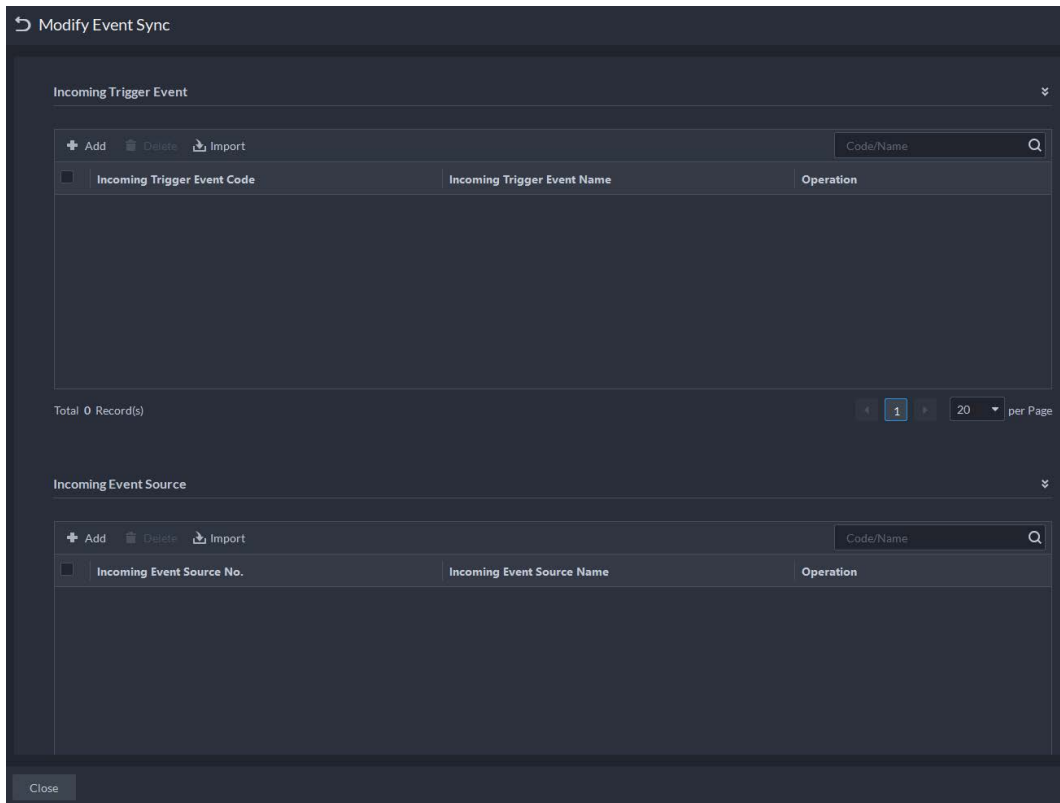 Modify Event Sync
Incoming Trigger Event
Add Delete Import Code/Name
Incoming Trigger Event Code Incoming Trigger Event Name Operation
Total 0 Record(s) 1 20 per Page
Incoming Event Source
Add Delete Import Code/Name
Incoming Event Source No. Incoming Event Source Name Operation
Close